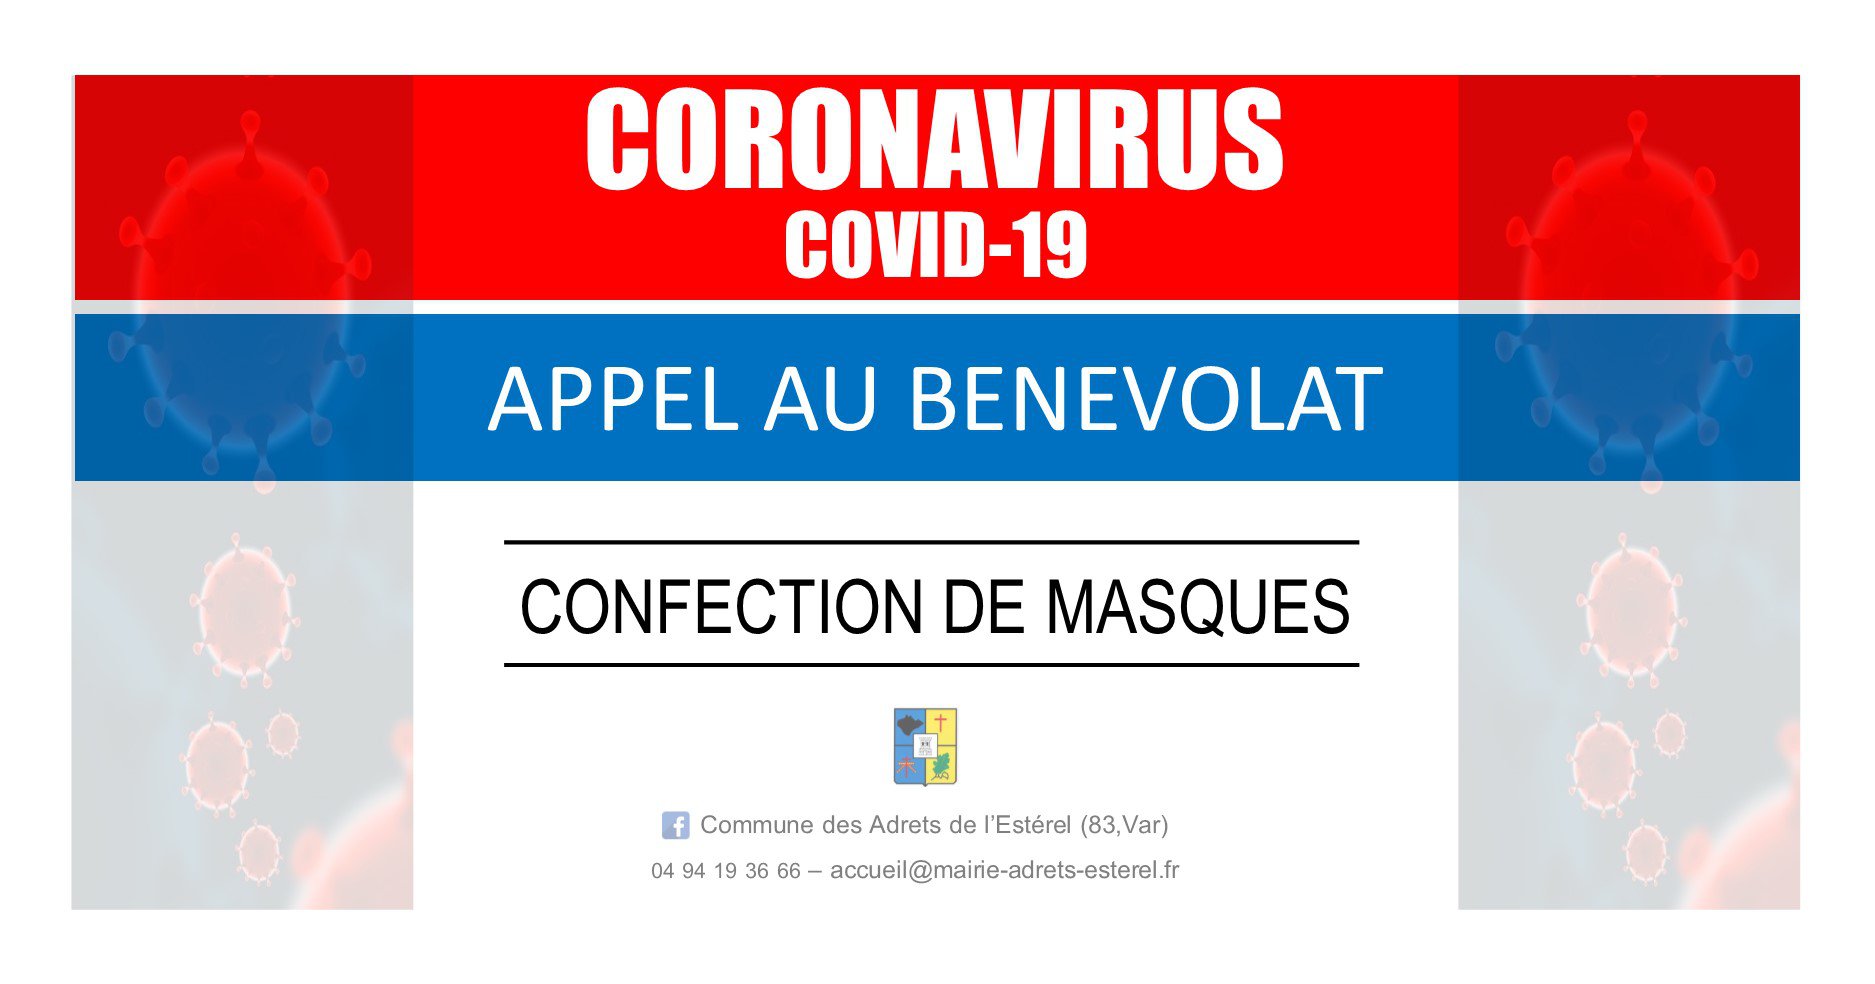 CORONAVIRUS
COVID-19
APPEL AU BENEVOLAT
CONFECTION DE MASQUES
Commune des Adrets de l’Estérel (83,Var)
04 94 19 36 66 – accueil@mairie-adrets-esterel.fr